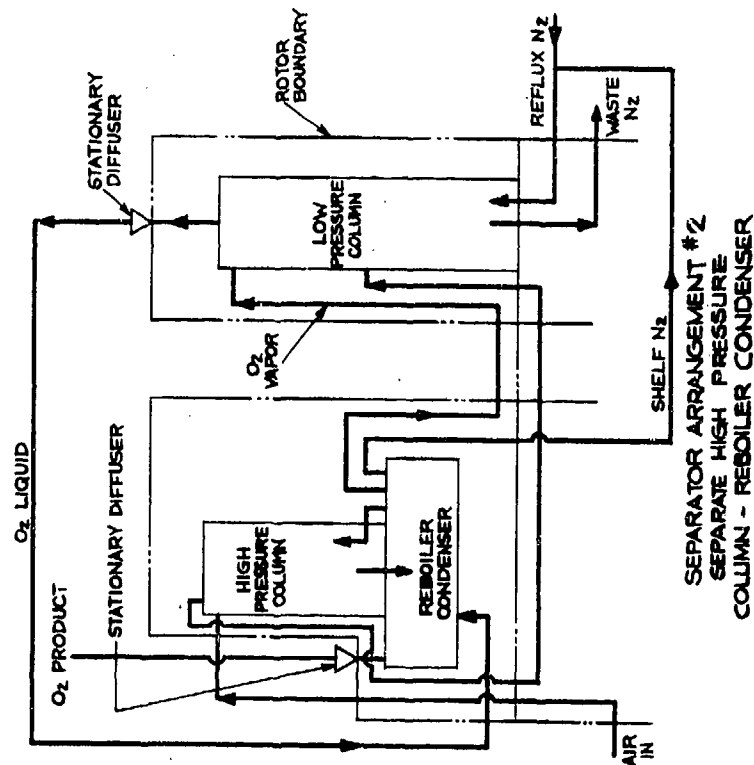 STATIONARY
DIFFUSER
ROTOR
BOUNDARY
O₂ LIQUID
LOW
PRESSURE
COLUMN
REFLUX N₂
WASTE
N₂
O₂
VAPOR
STATIONARY DIFFUSER
O₂ PRODUCT
HIGH
PRESSURE
COLUMN
REBOILER
CONDENSER
SHELF N₂
AIR
IN
SEPARATOR ARRANGEMENT #2
SEPARATE HIGH PRESSURE
COLUMN - REBOILER CONDENSER